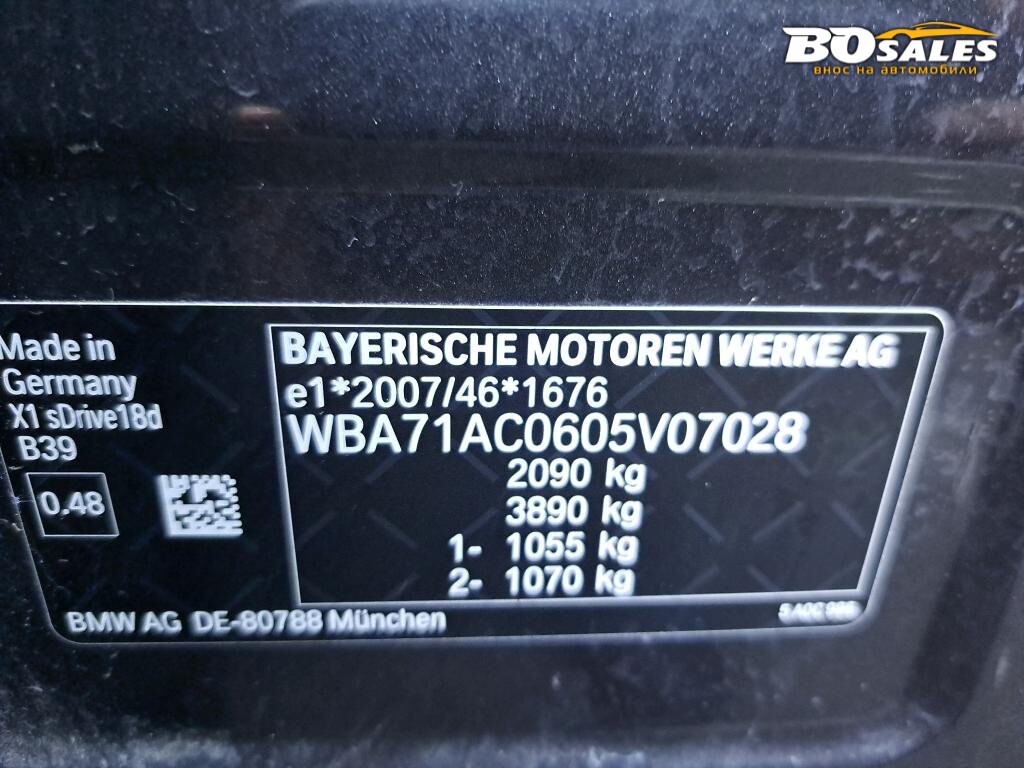 BOSALES
внос на автомобили
Made in
Germany
X1 sDrive18d
B39
0.48
BAYERISCHE MOTOREN WERKE AG
e1*2007/46*1676
WBA71AC0605V07028
2090 kg
3890 kg
1- 1055 kg
2- 1070 kg
BMW AG DE-80788 München